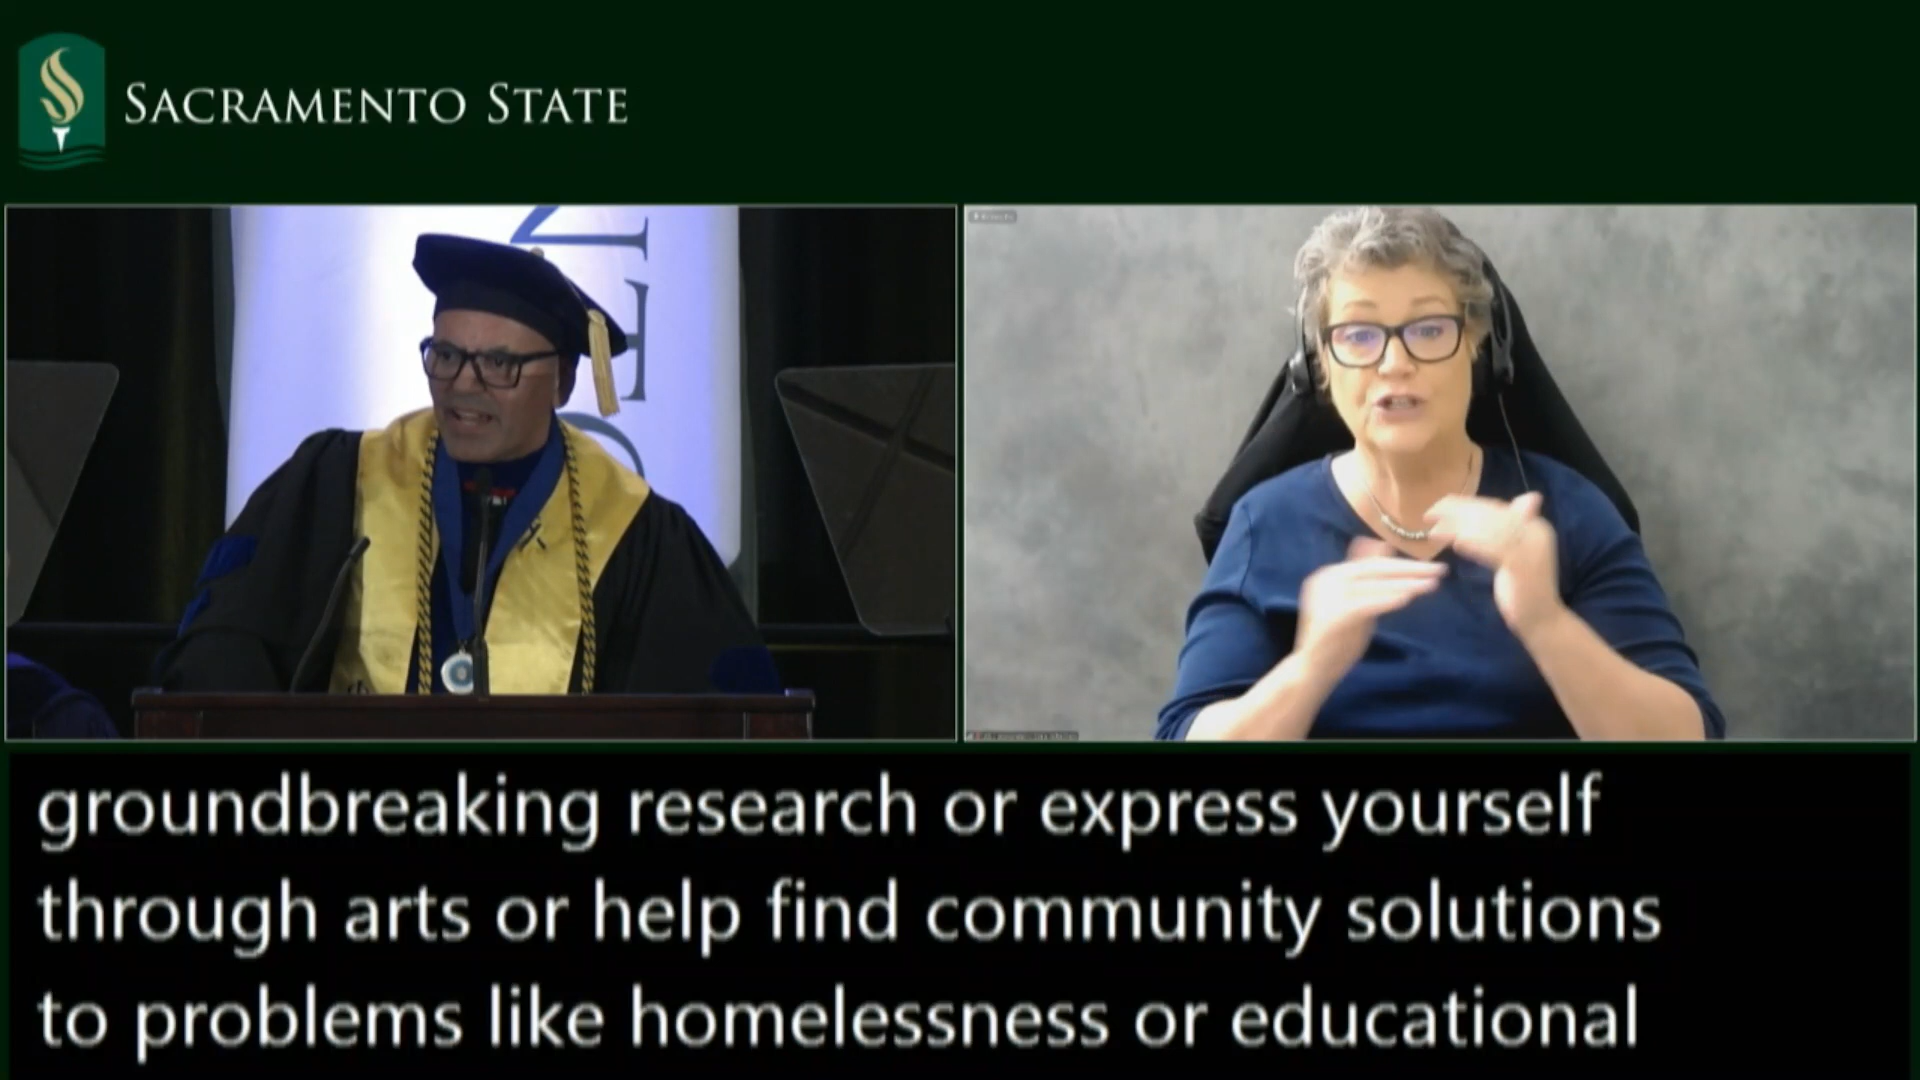 SACRAMENTO STATE
groundbreaking research or express yourself
through arts or help find community solutions
to problems like homelessness or educational